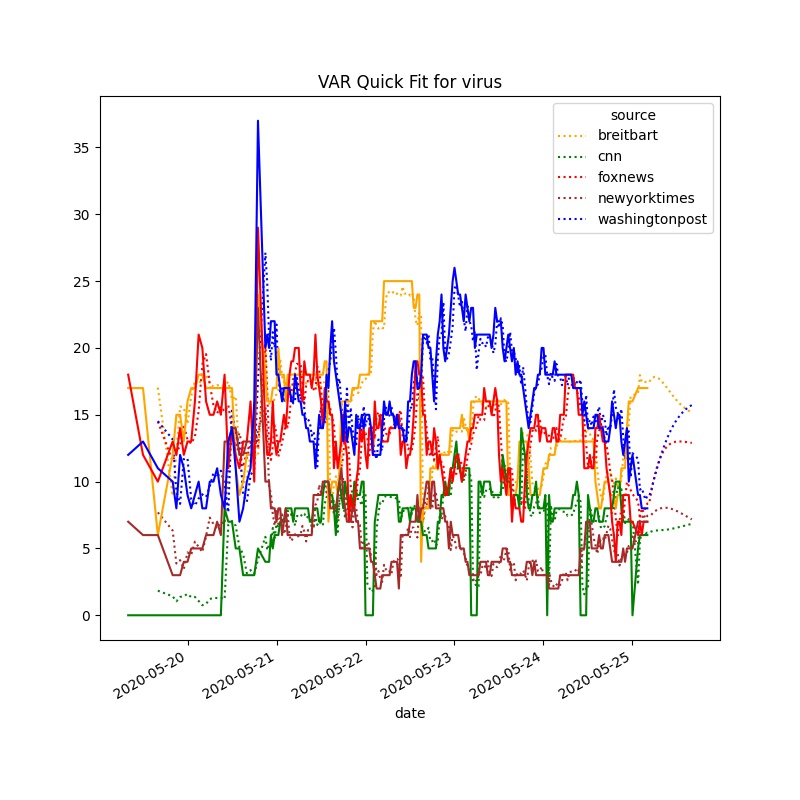 VAR Quick Fit for virus
source
breitbart
cnn
foxnews
newyorktimes
washingtonpost
35
30
25
20
15
10
5
0
2020-05-20
2020-05-21
2020-05-22
2020-05-23
2020-05-24
2020-05-25
date